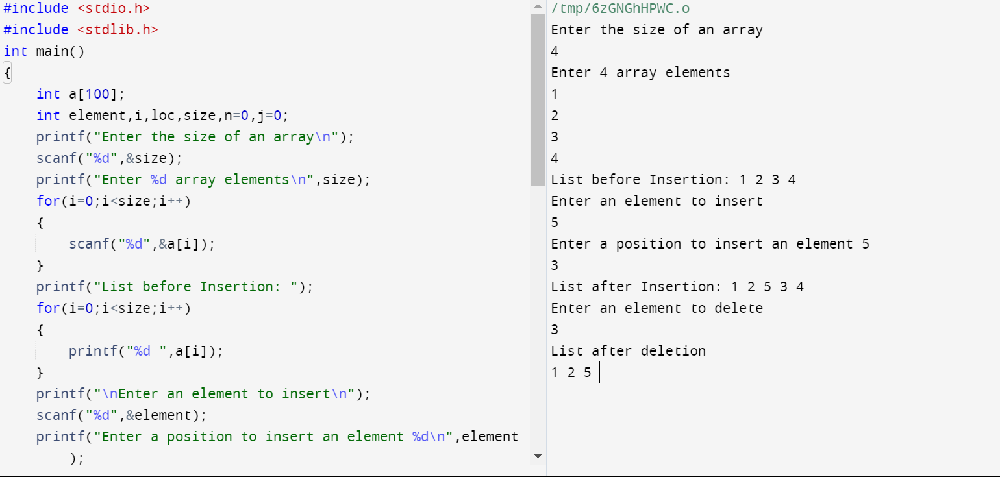 #include <stdio.h>
#include <stdlib.h>
int main()
{
    int a[100];
    int element,i,loc,size,n=0,j=0;
    printf("Enter the size of an array\n");
    scanf("%d",&size);
    printf("Enter %d array elements\n",size);
    for(i=0;i<size;i++)
    {
        scanf("%d",&a[i]);
    }
    printf("List before Insertion: ");
    for(i=0;i<size;i++)
    {
        printf("%d ",a[i]);
    }
    printf("\nEnter an element to insert\n");
    scanf("%d",&element);
    printf("Enter a position to insert an element %d\n",element
        );
/tmp/6zGNGhHPWC.o
Enter the size of an array
4
Enter 4 array elements
1
2
3
4
List before Insertion: 1 2 3 4
Enter an element to insert
5
Enter a position to insert an element 5
3
List after Insertion: 1 2 5 3 4
Enter an element to delete
3
List after deletion
1 2 5